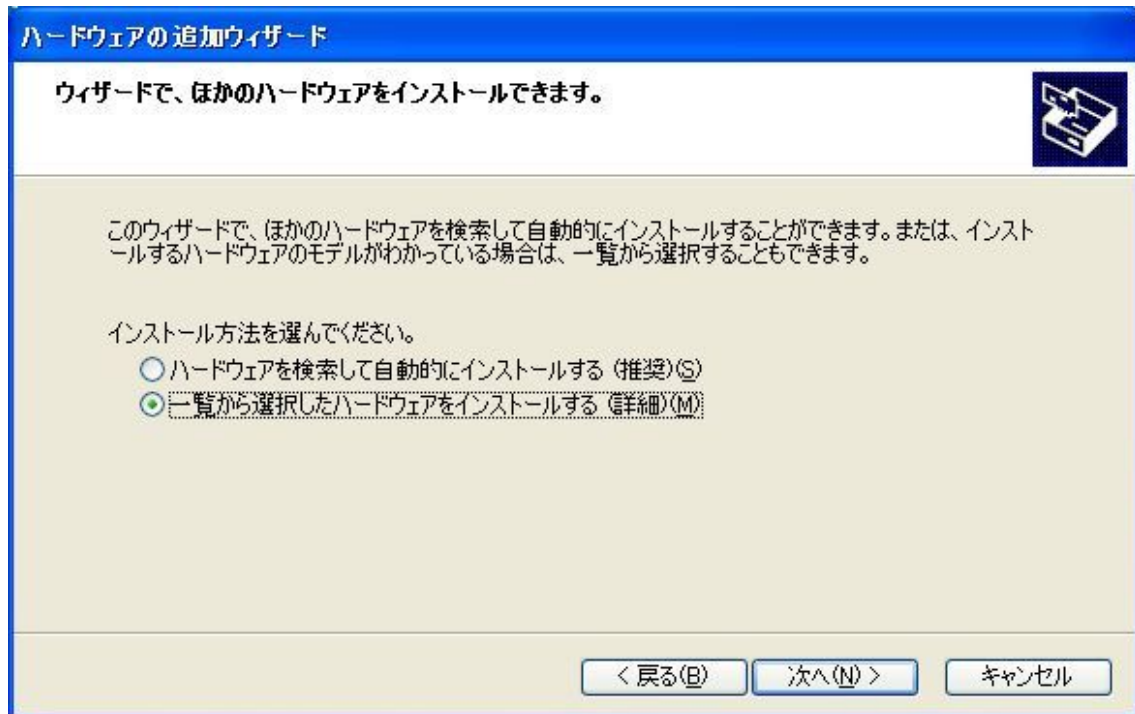 ハードウェアの追加ウィザード
ウィザードで、ほかのハードウェアをインストールできます。
このウィザードで、ほかのハードウェアを検索して自動的にインストールすることができます。または、インスト
ールするハードウェアのモデルがわかっている場合は、一覧から選択することもできます。
インストール方法を選んでください。
ハードウェアを検索して自動的にインストールする (推奨)(S)
一覧から選択したハードウェアをインストールする (詳細)(M)
< 戻る(B) 次へ(N) > キャンセル